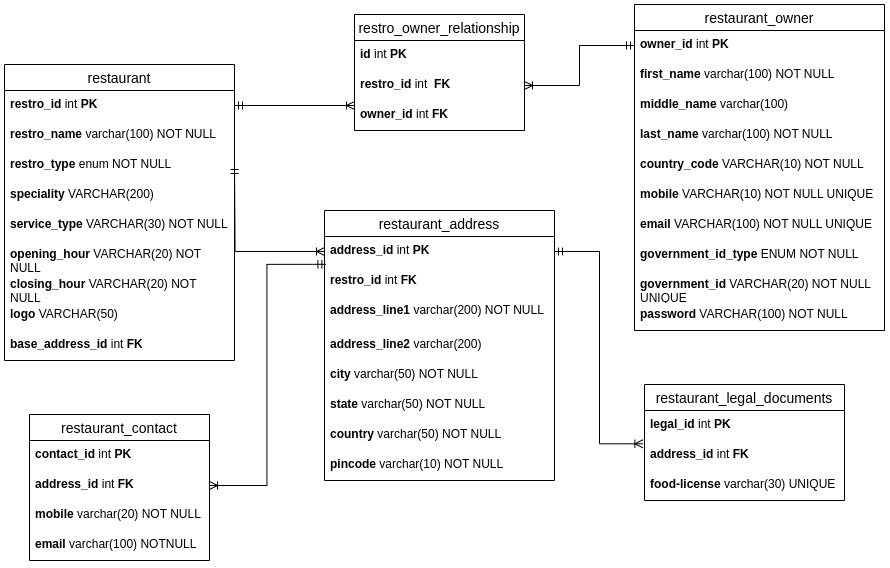 restro_owner_relationship
id int PK
restro_id int  FK
owner_id int FK
restaurant_owner
owner_id int PK
first_name varchar(100) NOT NULL
middle_name varchar(100)
last_name varchar(100) NOT NULL
country_code VARCHAR(10) NOT NULL
mobile VARCHAR(10) NOT NULL UNIQUE
email VARCHAR(100) NOT NULL UNIQUE
government_id_type ENUM NOT NULL
government_id VARCHAR(20) NOT NULL
UNIQUE
password VARCHAR(100) NOT NULL
restaurant
restro_id int PK
restro_name varchar(100) NOT NULL
restro_type enum NOT NULL
speciality VARCHAR(200)
service_type VARCHAR(30) NOT NULL
opening_hour VARCHAR(20) NOT
NULL
closing_hour VARCHAR(20) NOT
NULL
logo VARCHAR(50)
base_address_id int FK
restaurant_address
address_id int PK
restro_id int FK
address_line1 varchar(200) NOT NULL
address_line2 varchar(200)
city varchar(50) NOT NULL
state varchar(50) NOT NULL
country varchar(50) NOT NULL
pincode varchar(10) NOT NULL
restaurant_contact
contact_id int PK
address_id int FK
mobile varchar(20) NOT NULL
email varchar(100) NOTNULL
restaurant_legal_documents
legal_id int PK
address_id int FK
food-license varchar(30) UNIQUE